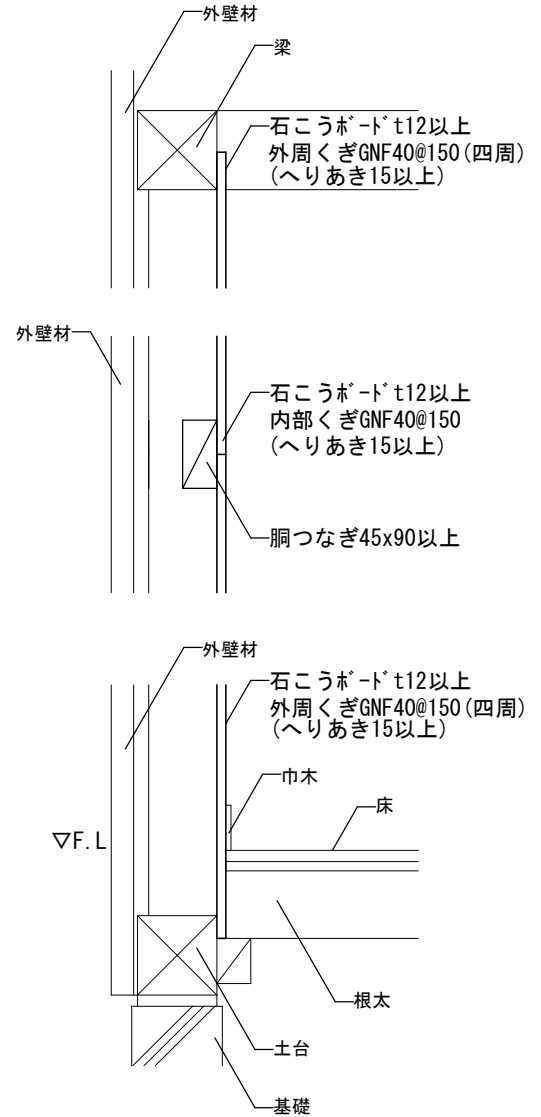 外壁材
梁
石こうﾎﾞｰﾄﾞt12以上
外周くぎGNF40@150(四周)
(へりあき15以上)
外壁材
石こうﾎﾞｰﾄﾞt12以上
内部くぎGNF40@150
(へりあき15以上)
胴つなぎ45x90以上
外壁材
石こうﾎﾞｰﾄﾞt12以上
外周くぎGNF40@150(四周)
(へりあき15以上)
巾木
床
▽F.L
根太
土台
基礎